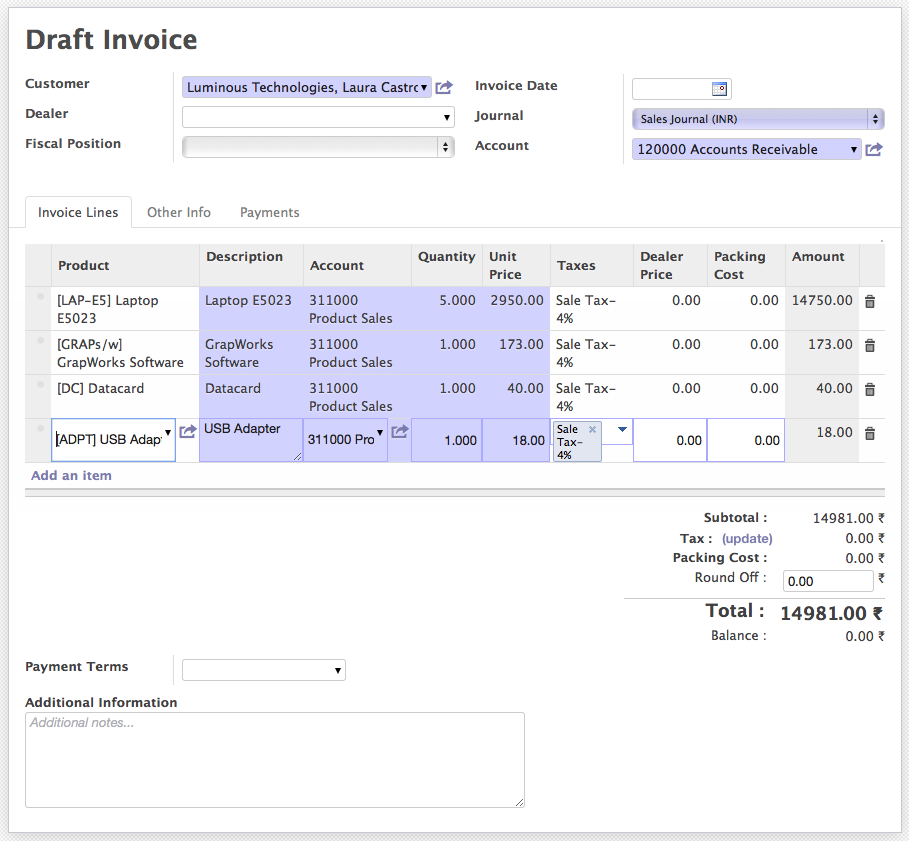 Draft Invoice
Customer
Luminous Technologies, Laura Castro
Invoice Date
Dealer
Journal
Sales Journal (INR)
Fiscal Position
Account
120000 Accounts Receivable
Invoice Lines Other Info Payments
Product Description Account Quantity Unit Price Taxes Dealer Price Packing Cost Amount
[LAP-E5] Laptop Laptop E5023 311000 5.000 2950.00 Sale Tax- 0.00 0.00 14750.00
E5023 Product Sales 4%
[GRAPs/w] GrapWorks 311000 1.000 173.00 Sale Tax- 0.00 0.00 173.00
GrapWorks Software Software Product Sales 4%
[DC] Datacard Datacard 311000 1.000 40.00 Sale Tax- 0.00 0.00 40.00
Product Sales 4%
[ADPT] USB Adap USB Adapter 311000 Pro 1.000 18.00 Sale 0.00 0.00 18.00
Tax-
4%
Add an item
Subtotal : 14981.00 ₹
Tax : (update) 0.00 ₹
Packing Cost : 0.00 ₹
Round Off : 0.00 ₹
Total : 14981.00 ₹
Balance : 0.00 ₹
Payment Terms
Additional Information
Additional notes...